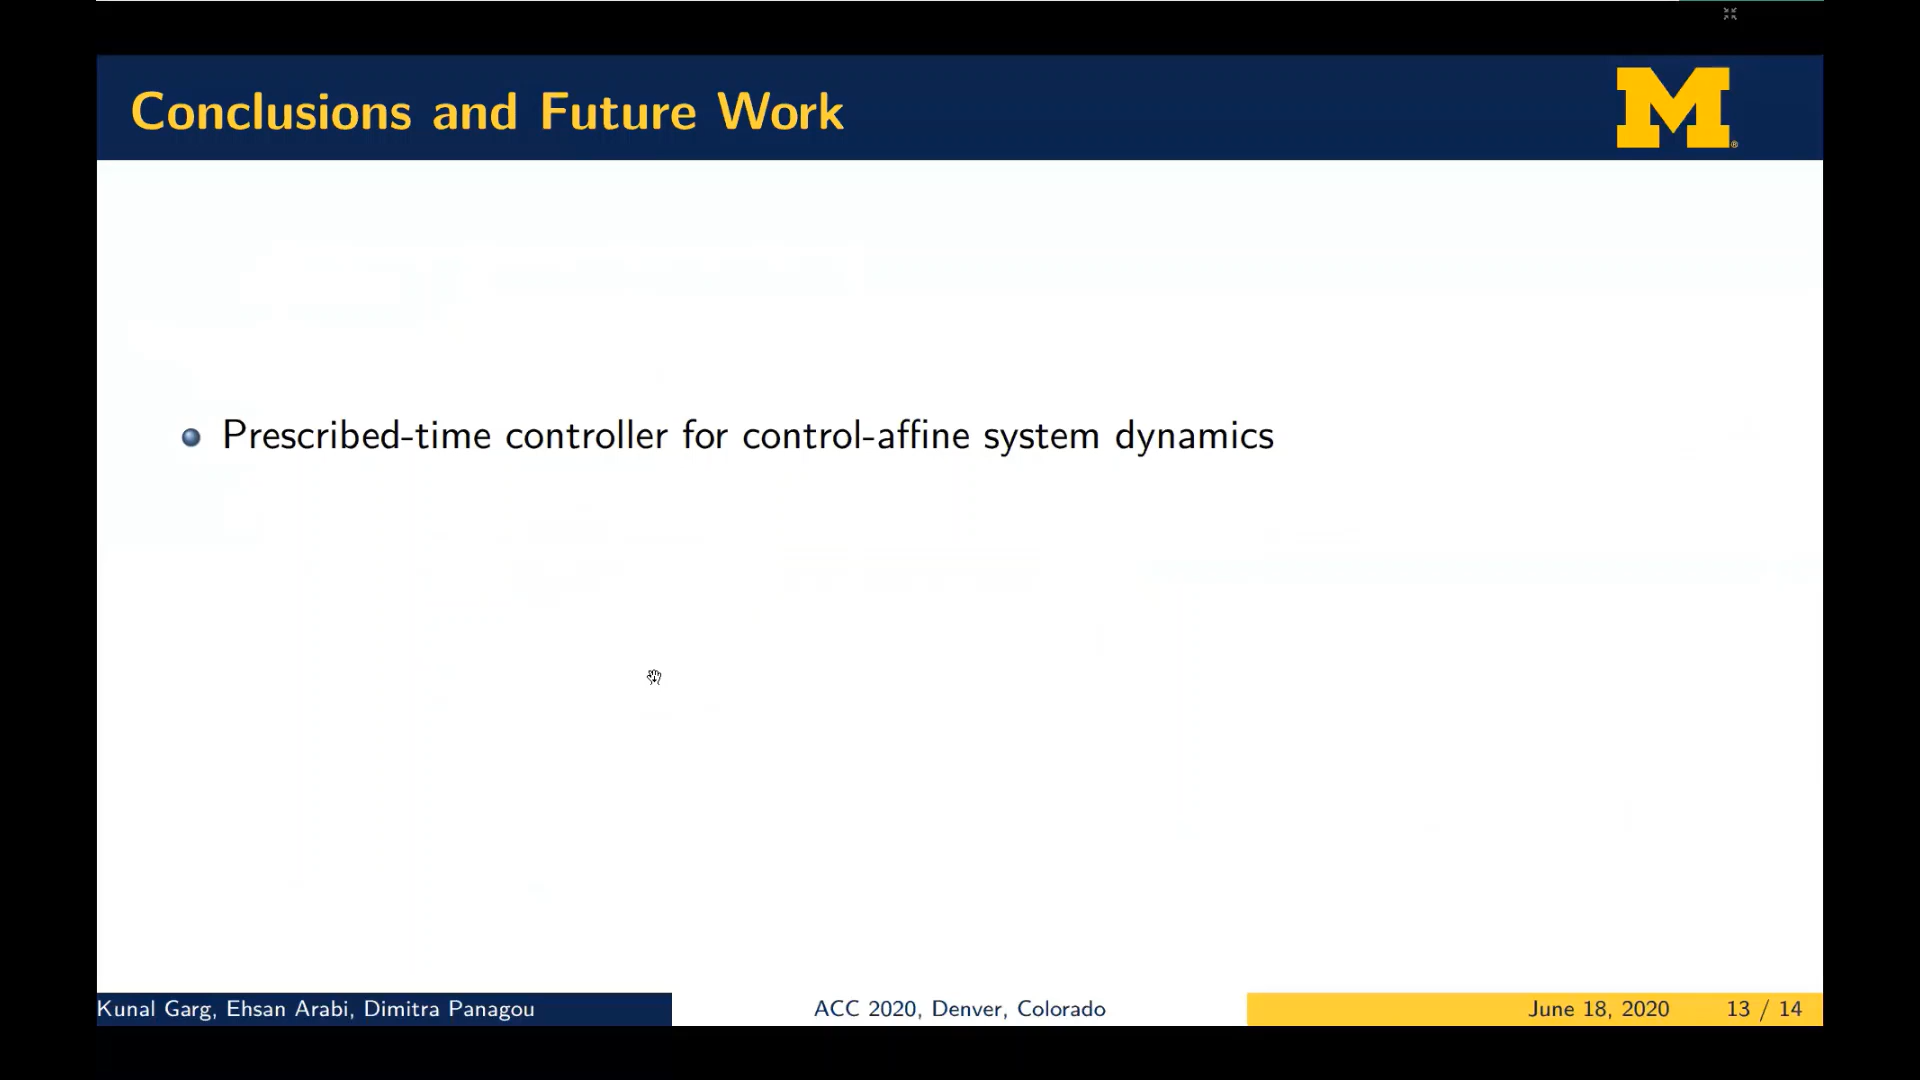 Conclusions and Future Work
M
®
Prescribed-time controller for control-affine system dynamics
Kunal Garg, Ehsan Arabi, Dimitra Panagou
ACC 2020, Denver, Colorado
June 18, 2020
13 / 14